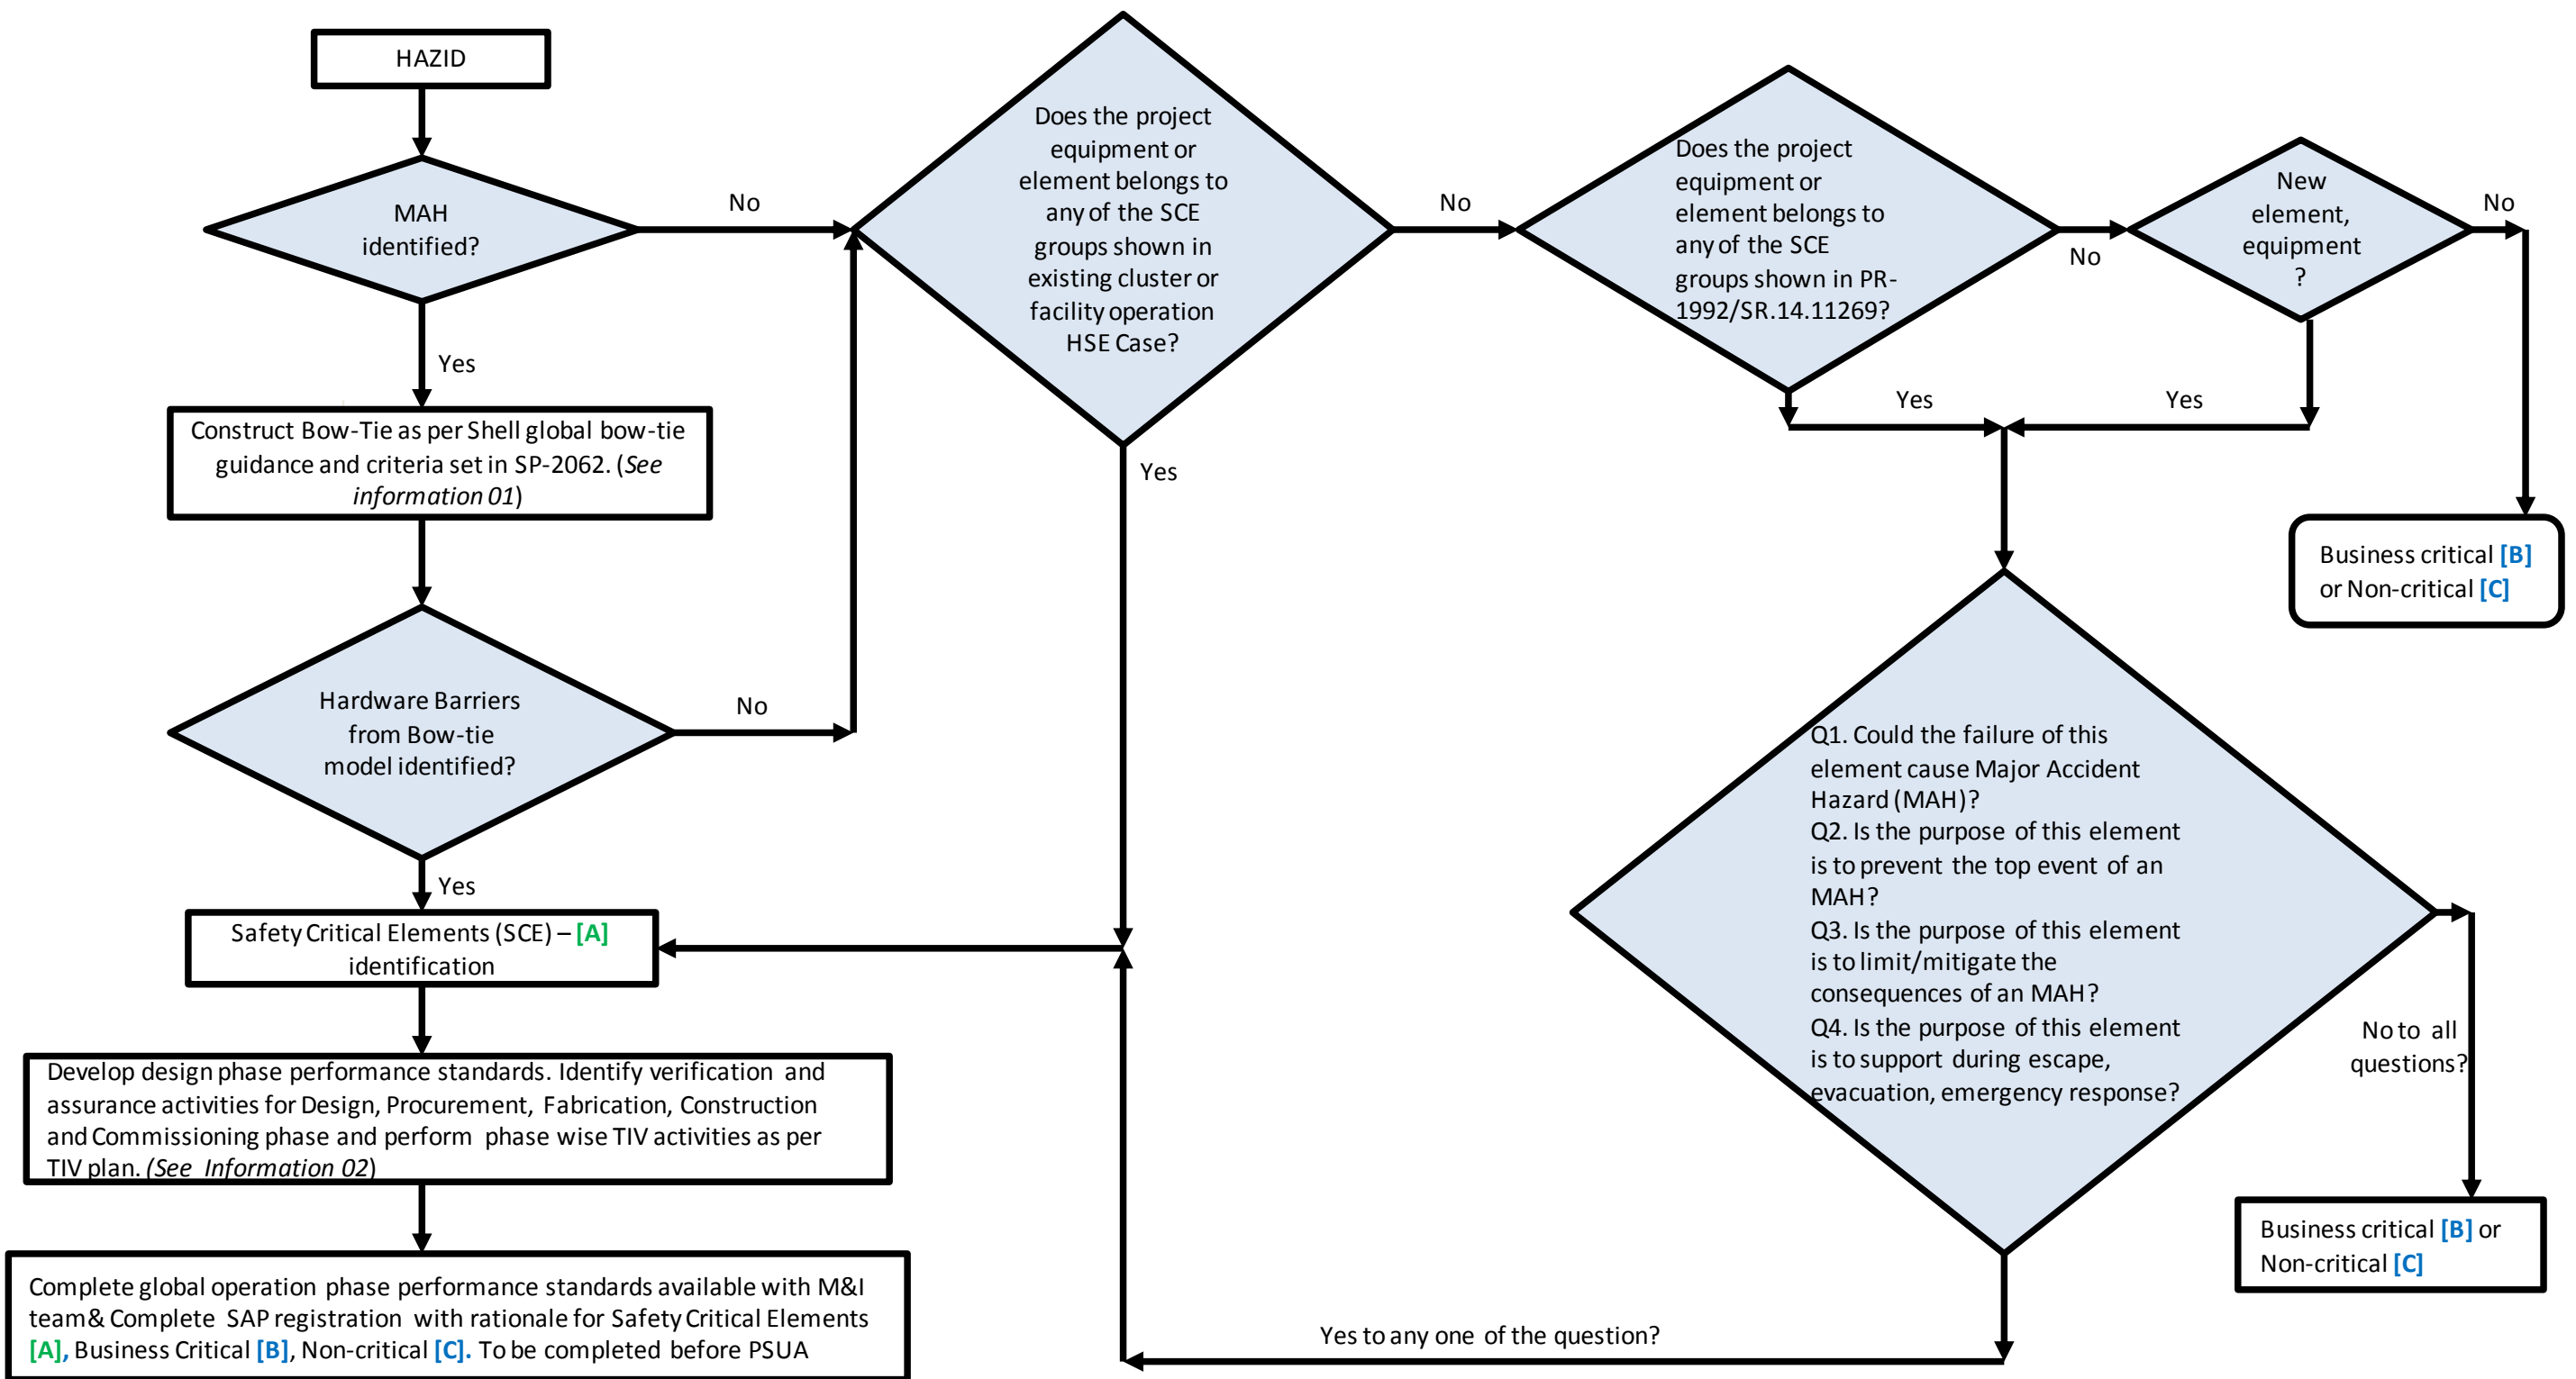 HAZID
MAH
identified?
No
Yes
Construct Bow-Tie as per Shell global bow-tie
guidance and criteria set in SP-2062. (See
information 01)
Hardware Barriers
from Bow-tie
model identified?
No
Yes
Safety Critical Elements (SCE) – [A]
identification
Develop design phase performance standards. Identify verification and
assurance activities for Design, Procurement, Fabrication, Construction
and Commissioning phase and perform phase wise TIV activities as per
TIV plan. (See Information 02)
Complete global operation phase performance standards available with M&I
team& Complete SAP registration with rationale for Safety Critical Elements
[A], Business Critical [B], Non-critical [C]. To be completed before PSUA
Does the project
equipment or
element belongs to
any of the SCE
groups shown in
existing cluster or
facility operation
HSE Case?
No
Yes
Does the project
equipment or
element belongs to
any of the SCE
groups shown in PR-
1992/SR.14.11269?
No
Yes
New
element,
equipment
?
No
Yes
Business critical [B]
or Non-critical [C]
Q1. Could the failure of this
element cause Major Accident
Hazard (MAH)?
Q2. Is the purpose of this element
is to prevent the top event of an
MAH?
Q3. Is the purpose of this element
is to limit/mitigate the
consequences of an MAH?
Q4. Is the purpose of this element
is to support during escape,
evacuation, emergency response?
No to all
questions?
Business critical [B] or
Non-critical [C]
Yes to any one of the question?